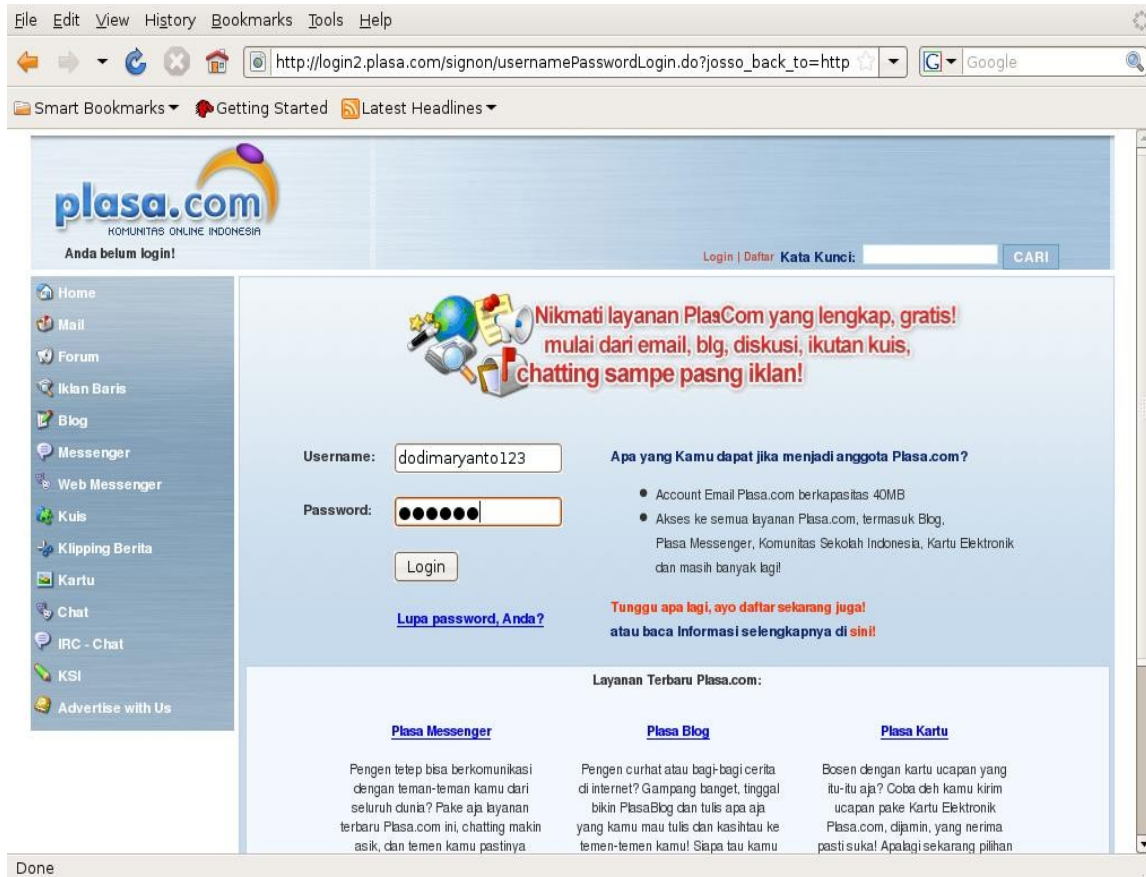 File Edit View History Bookmarks Tools Help
http://login2.plasa.com/signon/usernamePasswordLogin.do?josso_back_to=http
G Google
Smart Bookmarks Getting Started Latest Headlines
plasa.com
KOMUNITAS ONLINE INDONESIA
Anda belum login!
Login | Daftar Kata Kunci: CARI
Home
Mail
Forum
Iklan Baris
Blog
Messenger
Web Messenger
Kuis
Klipping Berita
Kartu
Chat
IRC - Chat
KSI
Advertise with Us
Nikmati layanan PlasCom yang lengkap, gratis!
mulai dari email, blg, diskusi, ikutan kuis,
chatting sampe pasng iklan!
Username: dodimaryanto123
Password: ●●●●●●
Login
Lupa password, Anda?
Apa yang Kamu dapat jika menjadi anggota Plasa.com?
● Account Email Plasa.com berkapasitas 40MB
● Akses ke semua layanan Plasa.com, termasuk Blog,
Plasa Messenger, Komunitas Sekolah Indonesia, Kartu Elektronik
dan masih banyak lagi!
Tunggu apa lagi, ayo daftar sekarang juga!
atau baca Informasi selengkapnya di sini!
Layanan Terbaru Plasa.com:
Plasa Messenger
Pengen tetep bisa berkomunikasi
dengan teman-teman kamu dari
seluruh dunia? Pake aja layanan
terbaru Plasa.com ini, chatting makin
asik, dan temen kamu pastinya
Plasa Blog
Pengen curhat atau bagi-bagi cerita
di internet? Gampang banget, tinggal
bikin PlasaBlog dan tulis apa aja
yang kamu mau tulis dan kasihtau ke
temen-temen kamu! Siapa tau kamu
Plasa Kartu
Bosen dengan kartu ucapan yang
itu-itu aja? Coba deh kamu kirim
ucapan pake Kartu Elektronik
Plasa.com, dijamin, yang nerima
pasti suka! Apalagi sekarang pilihan
Done